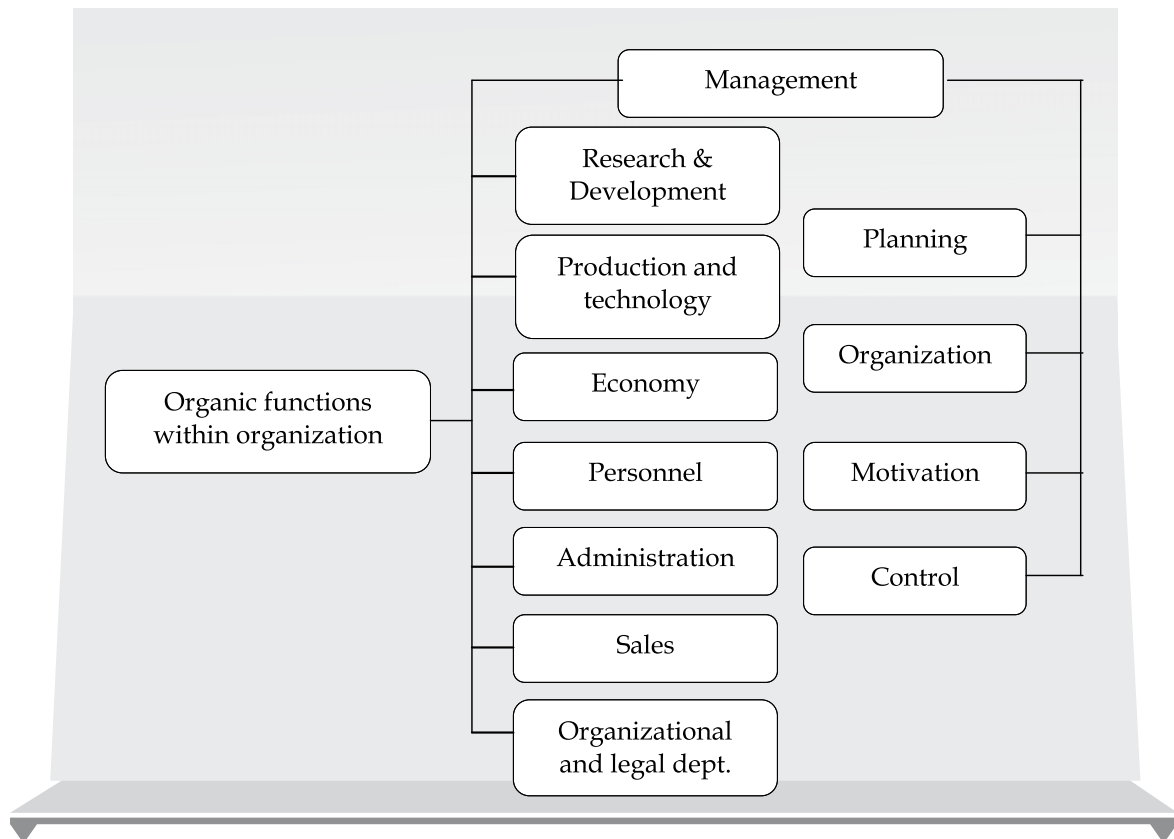 Management
Research &
Development
Production and
technology
Economy
Personnel
Administration
Sales
Organizational
and legal dept.
Organic functions
within organization
Planning
Organization
Motivation
Control